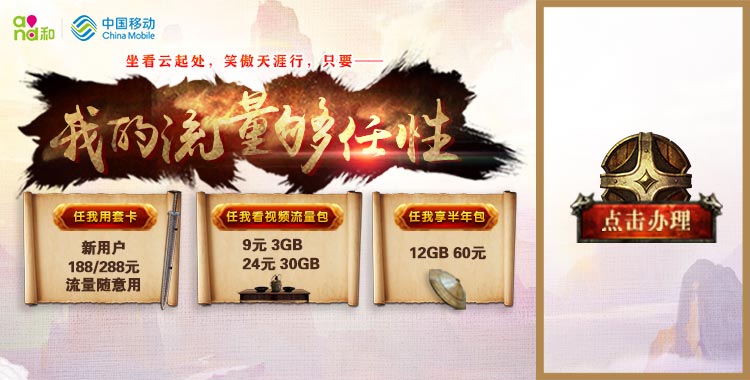 and和
中国移动
China Mobile
坐看云起处，笑傲天涯行，只要——
我的流量够任性
任我用套卡
新用户
188/288元
流量随意用
任我看视频流量包
9元 3GB
24元 30GB
任我享半年包
12GB 60元
点击办理